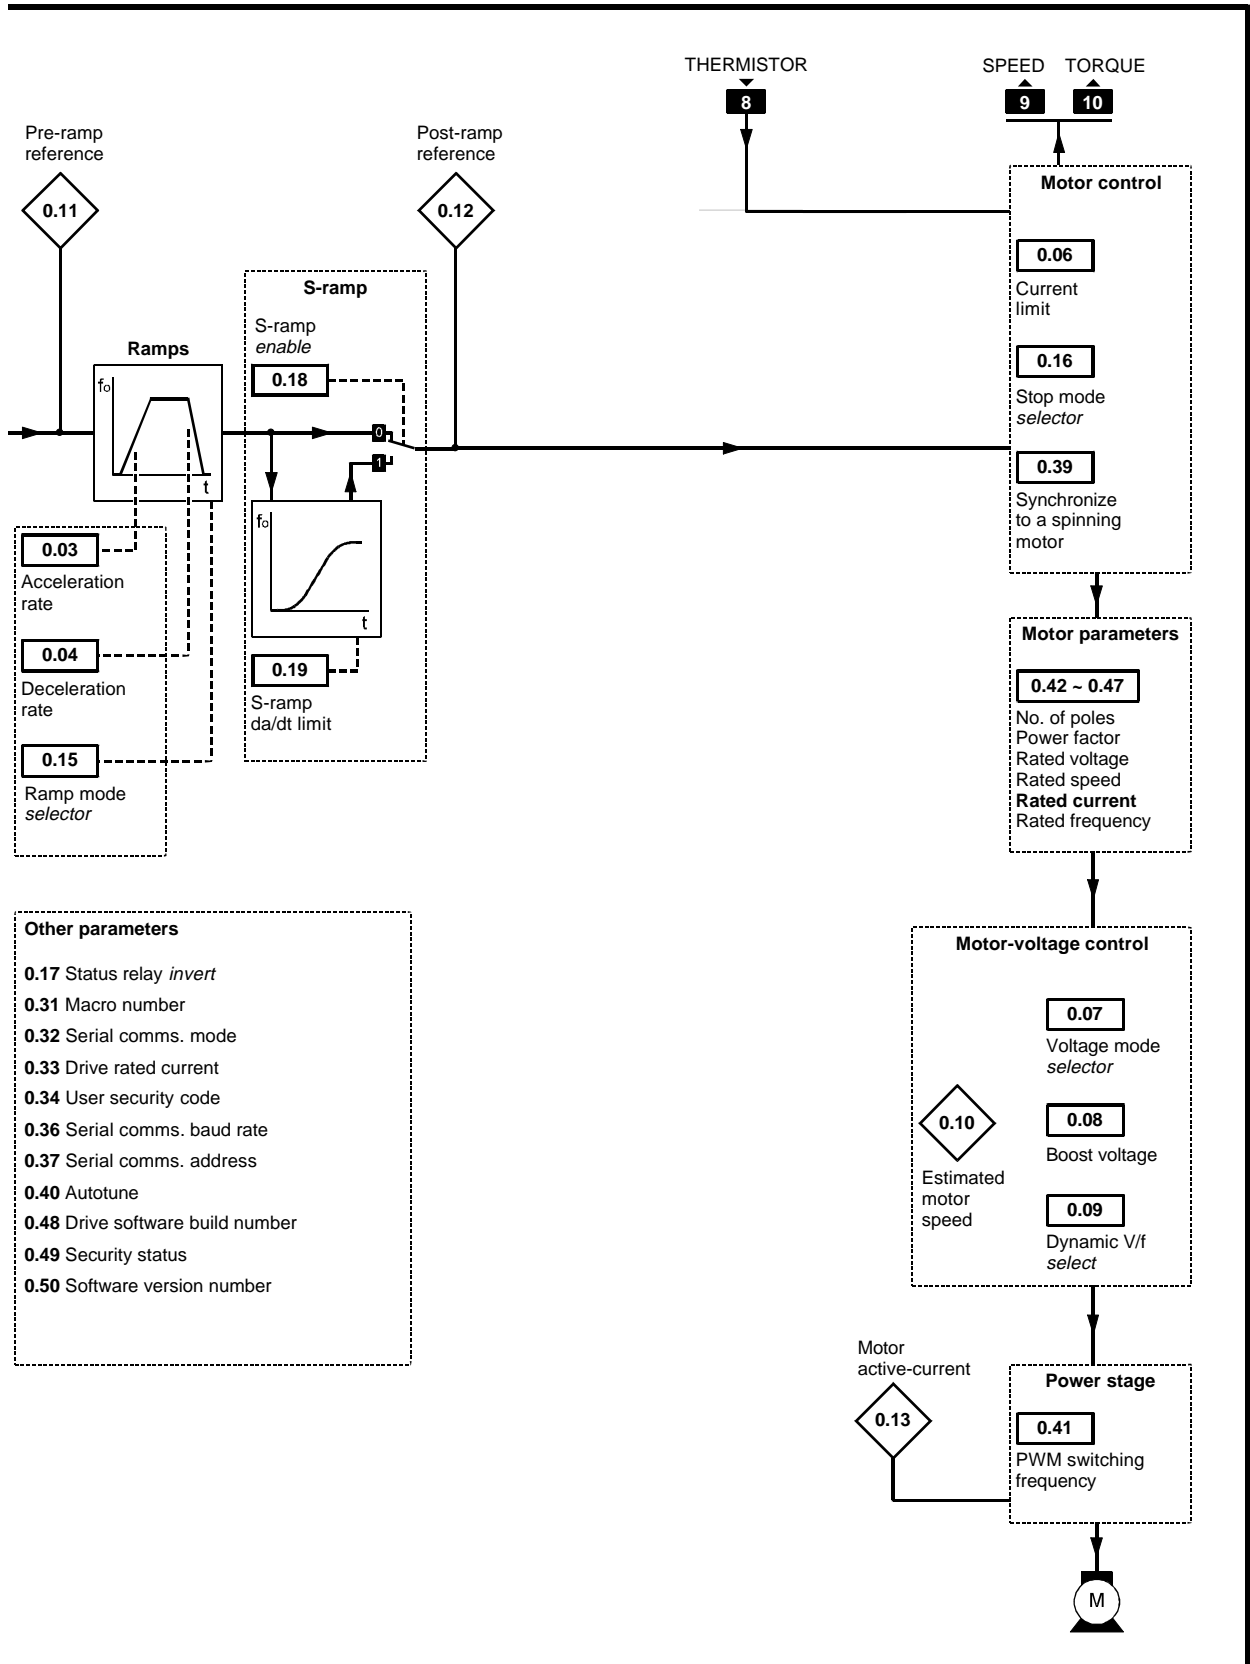 THERMISTOR
8
SPEED TORQUE
9 10
Pre-ramp
reference
0.11
Post-ramp
reference
0.12
Ramps
fo
t
0.03
Acceleration
rate
0.04
Deceleration
rate
0.15
Ramp mode
selector
S-ramp
S-ramp
enable
0.18
0
1
fo
t
0.19
S-ramp
da/dt limit
Motor control
0.06
Current
limit
0.16
Stop mode
selector
0.39
Synchronize
to a spinning
motor
Motor parameters
0.42 ~ 0.47
No. of poles
Power factor
Rated voltage
Rated speed
Rated current
Rated frequency
Other parameters
0.17 Status relay invert
0.31 Macro number
0.32 Serial comms. mode
0.33 Drive rated current
0.34 User security code
0.36 Serial comms. baud rate
0.37 Serial comms. address
0.40 Autotune
0.48 Drive software build number
0.49 Security status
0.50 Software version number
Motor-voltage control
0.07
Voltage mode
selector
0.10
Estimated
motor
speed
0.08
Boost voltage
0.09
Dynamic V/f
select
Motor
active-current
0.13
Power stage
0.41
PWM switching
frequency
M